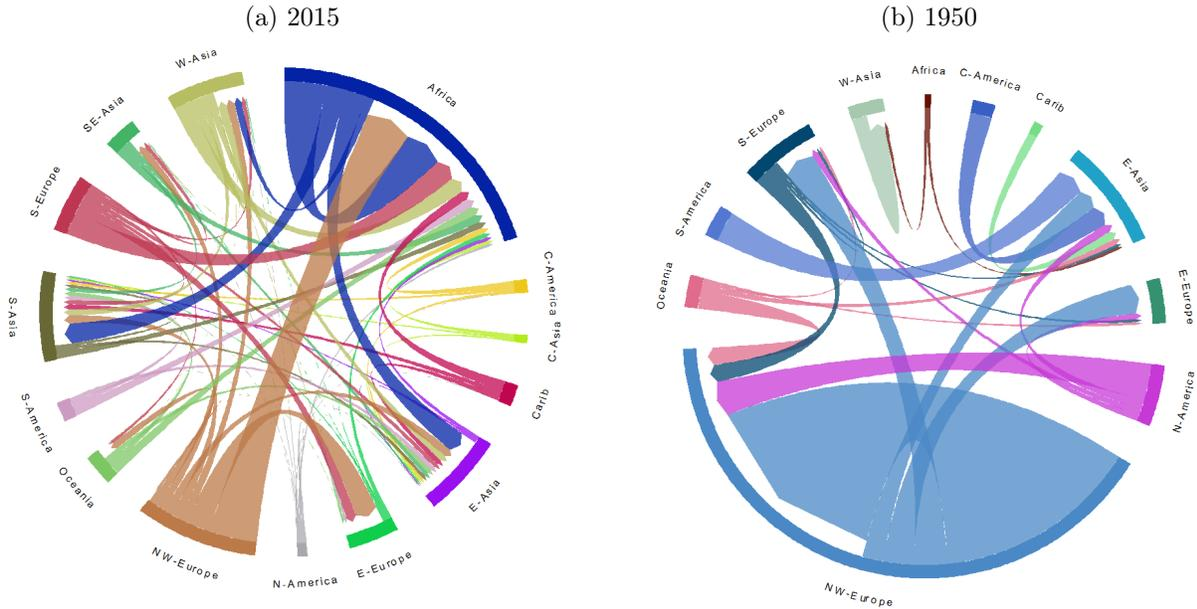 (a) 2015
W-Asia
Africa
SE-Asia
S-Europe
S-Asia
S-America
Oceania
NW-Europe
N-America
E-Europe
E-Asia
Carib
C-Asia
C-America
(b) 1950
W-Asia
Africa
C-America
Carib
S-Europe
E-Asia
S-America
Oceania
E-Europe
N-America
NW-Europe